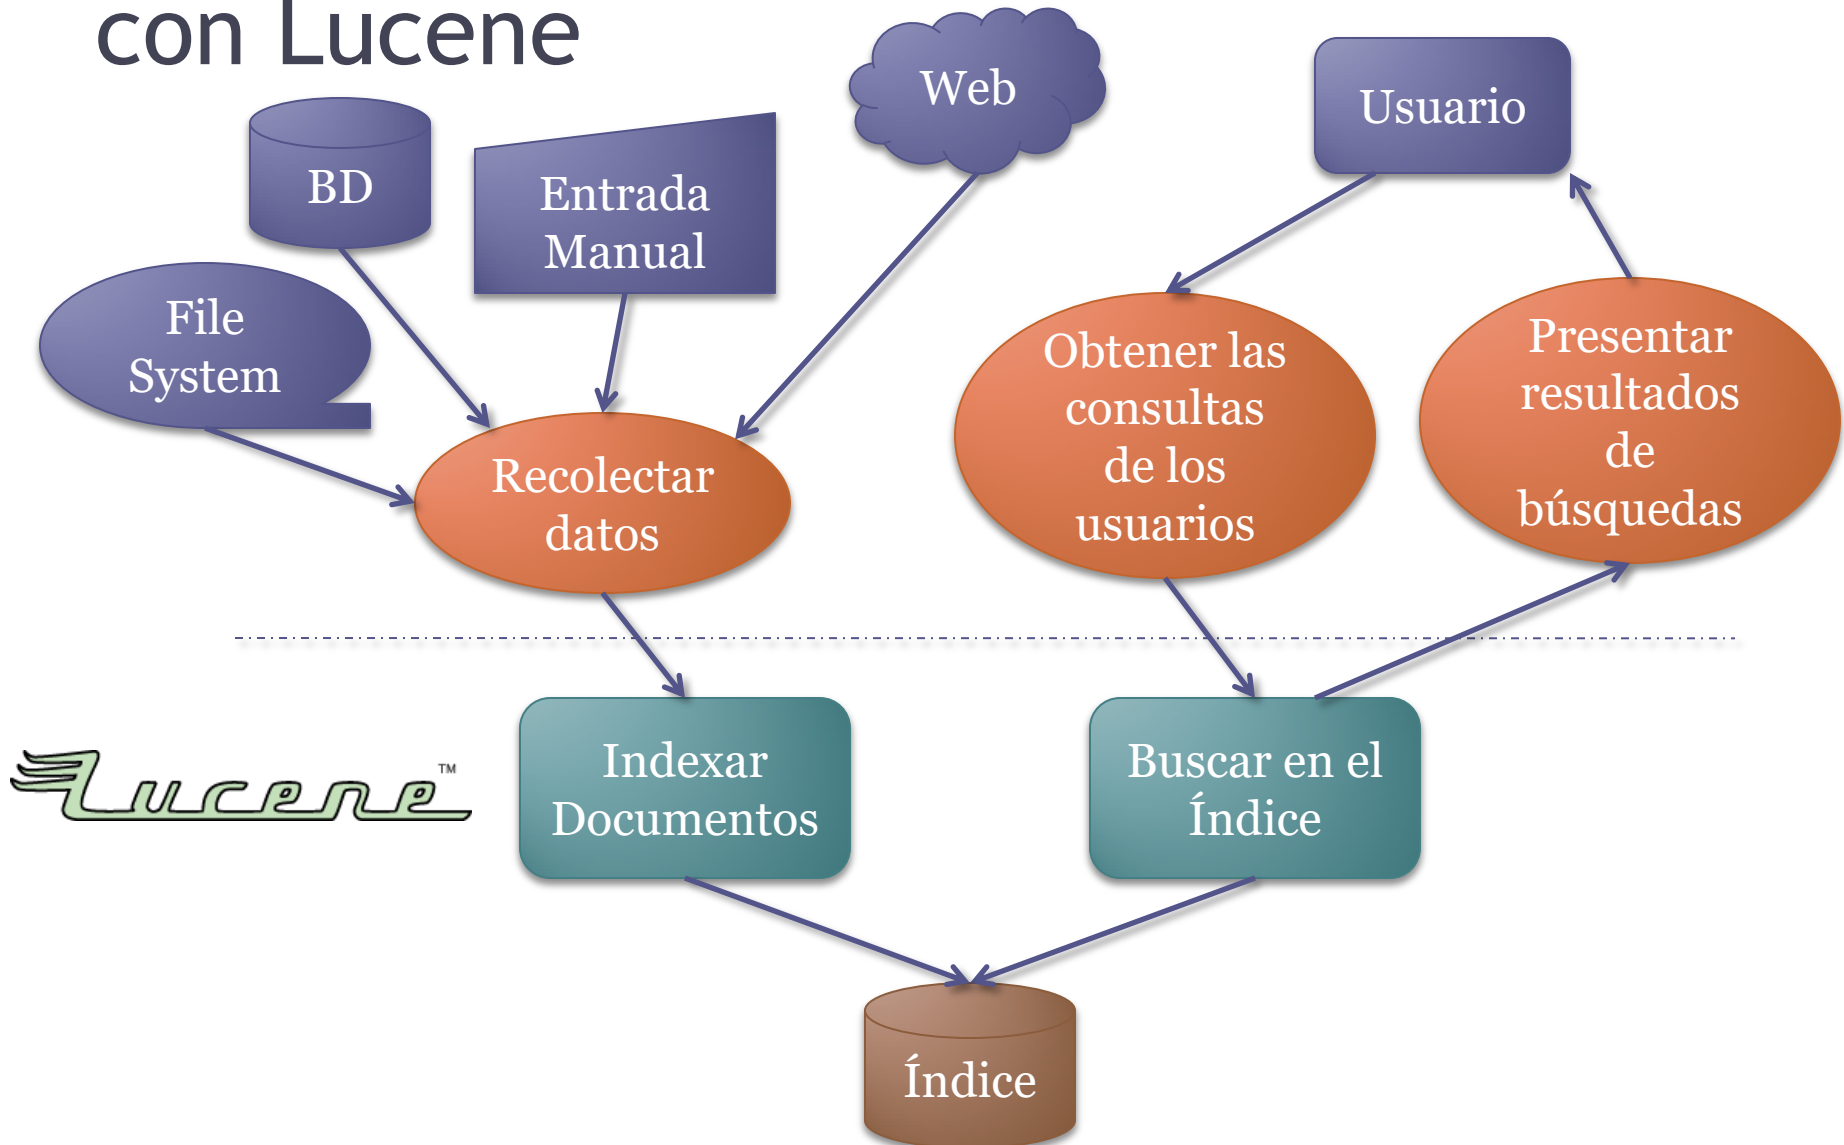 con Lucene
Web
Usuario
BD
Entrada
Manual
File
System
Obtener las
consultas
de los
usuarios
Presentar
resultados
de
búsquedas
Recolectar
datos
Lucene™
Indexar
Documentos
Buscar en el
Índice
Índice